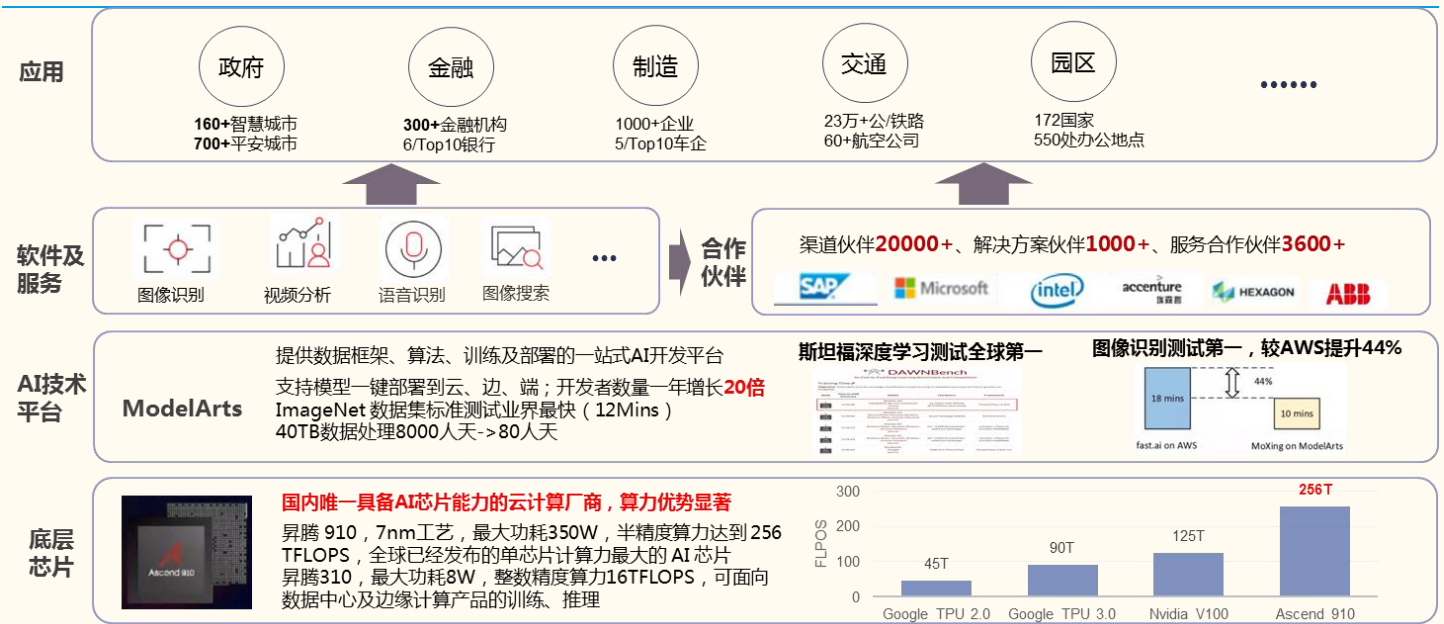 应用
政府
160+智慧城市
700+平安城市
金融
300+金融机构
6/Top10银行
制造
1000+企业
5/Top10车企
交通
23万+公/铁路
60+航空公司
园区
172国家
550处办公地点
••••••
软件及
服务
图像识别
视频分析
语音识别
图像搜索
•••
合作
伙伴
渠道伙伴20000+、解决方案伙伴1000+、服务合作伙伴3600+
SAP
Microsoft
intel
accenture
埃森哲
HEXAGON
ABB
AI技术
平台
ModelArts
提供数据框架、算法、训练及部署的一站式AI开发平台
支持模型一键部署到云、边、端；开发者数量一年增长20倍
ImageNet 数据集标准测试业界最快（12Mins）
40TB数据处理8000人天->80人天
斯坦福深度学习测试全球第一
DAWNBench
图像识别测试第一，较AWS提升44%
18 mins
44%
10 mins
fast.ai on AWS
MoXing on ModelArts
底层
芯片
Ascend 910
国内唯一具备AI芯片能力的云计算厂商，算力优势显著
昇腾 910，7nm工艺，最大功耗350W，半精度算力达到 256
TFLOPS，全球已经发布的单芯片计算力最大的 AI 芯片
昇腾310，最大功耗8W，整数精度算力16TFLOPS，可面向
数据中心及边缘计算产品的训练、推理
FLPOS
300
200
100
0
45T
90T
125T
256T
Google TPU 2.0
Google TPU 3.0
Nvidia V100
Ascend 910